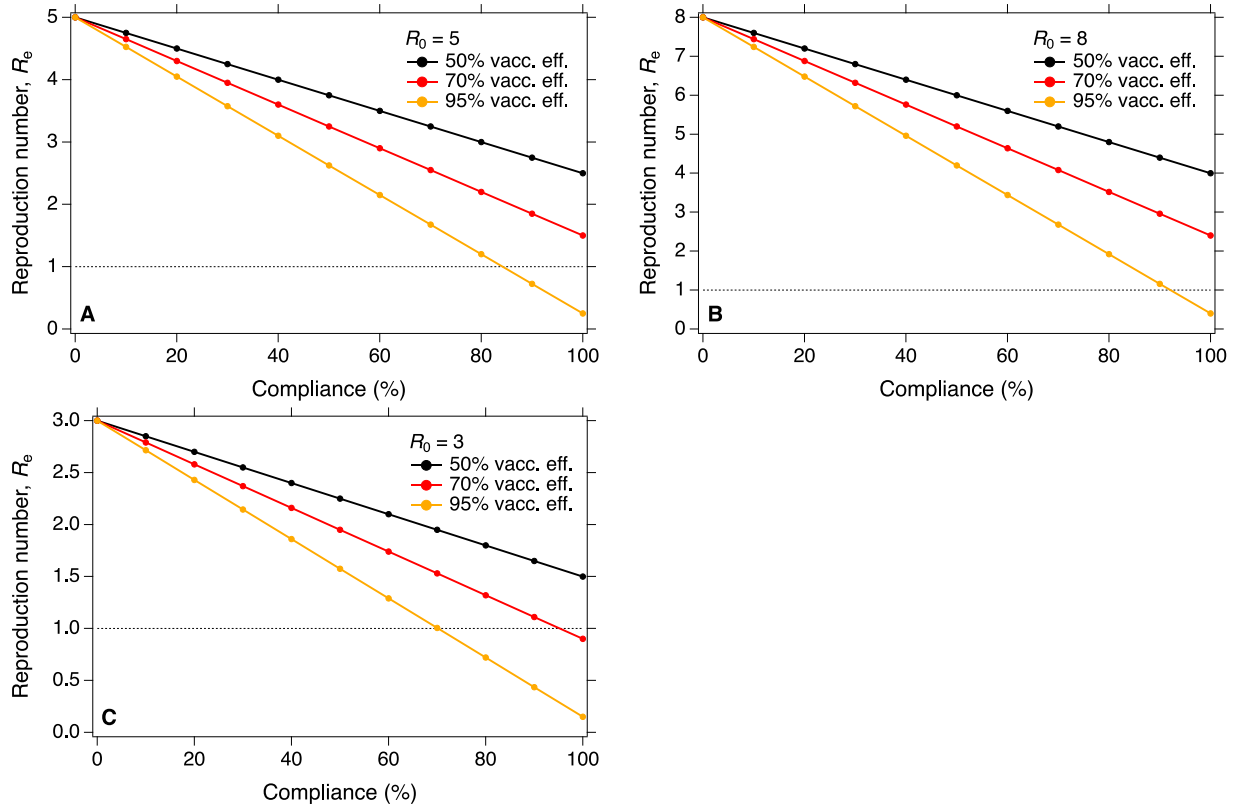 5
4
3
2
1
0
Reproduction number, Re
R0 = 5
50% vacc. eff.
70% vacc. eff.
95% vacc. eff.
A
0 20 40 60 80 100
Compliance (%)
8
7
6
5
4
3
2
1
0
Reproduction number, Re
R0 = 8
50% vacc. eff.
70% vacc. eff.
95% vacc. eff.
B
0 20 40 60 80 100
Compliance (%)
3.0
2.5
2.0
1.5
1.0
0.5
0.0
Reproduction number, Re
R0 = 3
50% vacc. eff.
70% vacc. eff.
95% vacc. eff.
C
0 20 40 60 80 100
Compliance (%)